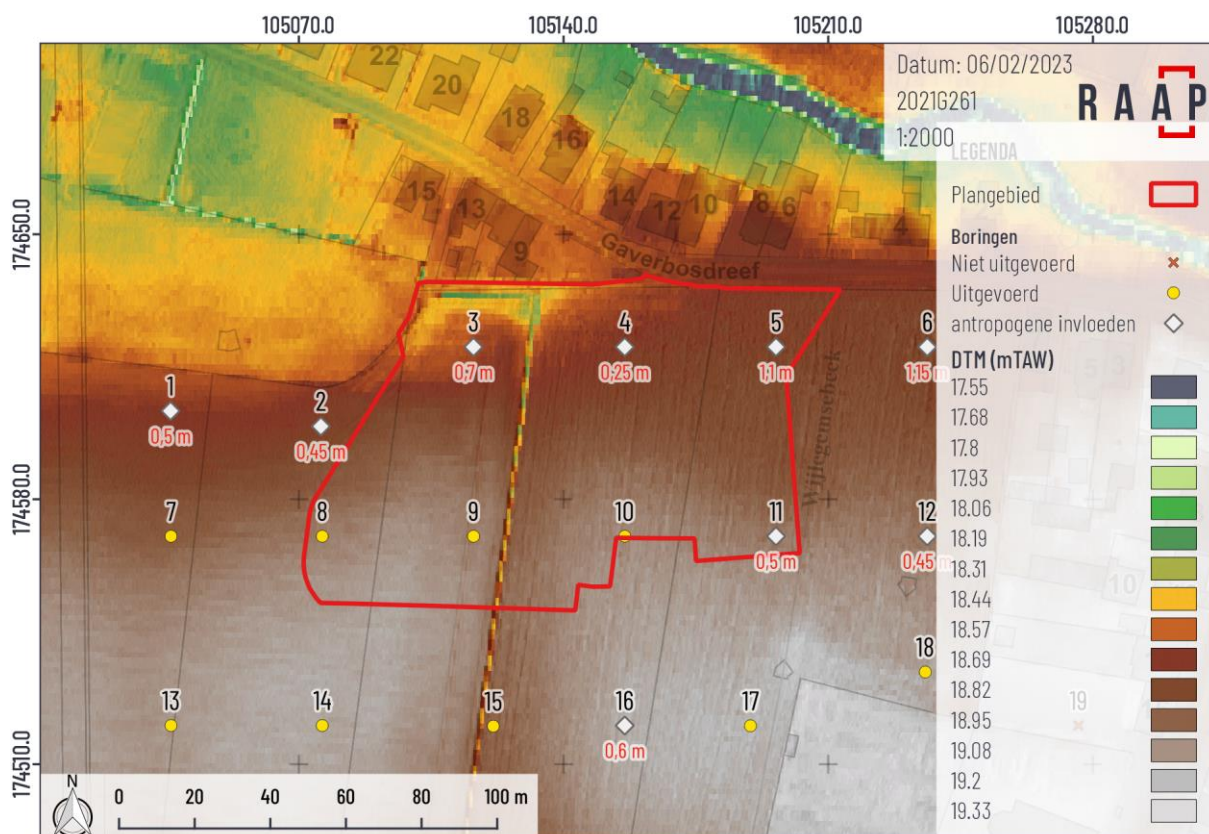 105070.0 105140.0 105210.0 105280.0
Datum: 06/02/2023
2021G261
1:2000
RAAP
LEGENDA
Plangebied
Boringen
Niet uitgevoerd
Uitgevoerd
antropogene invloeden
DTM (mTAW)
17.55
17.68
17.8
17.93
18.06
18.19
18.31
18.44
18.57
18.69
18.82
18.95
19.08
19.2
19.33
174650.0
174580.0
174510.0
22
20
18
16
15
13
9
14
12
10
8
6
4
Gaverbosdreef
5
3
10
Wijlegemsebeek
3
0,7 m
4
0,25 m
5
1,1 m
6
1,15 m
1
0,5 m
2
0,45 m
7
8
9
10
11
0,5 m
12
0,45 m
18
13
14
15
16
0,6 m
17
19
N
0 20 40 60 80 100 m